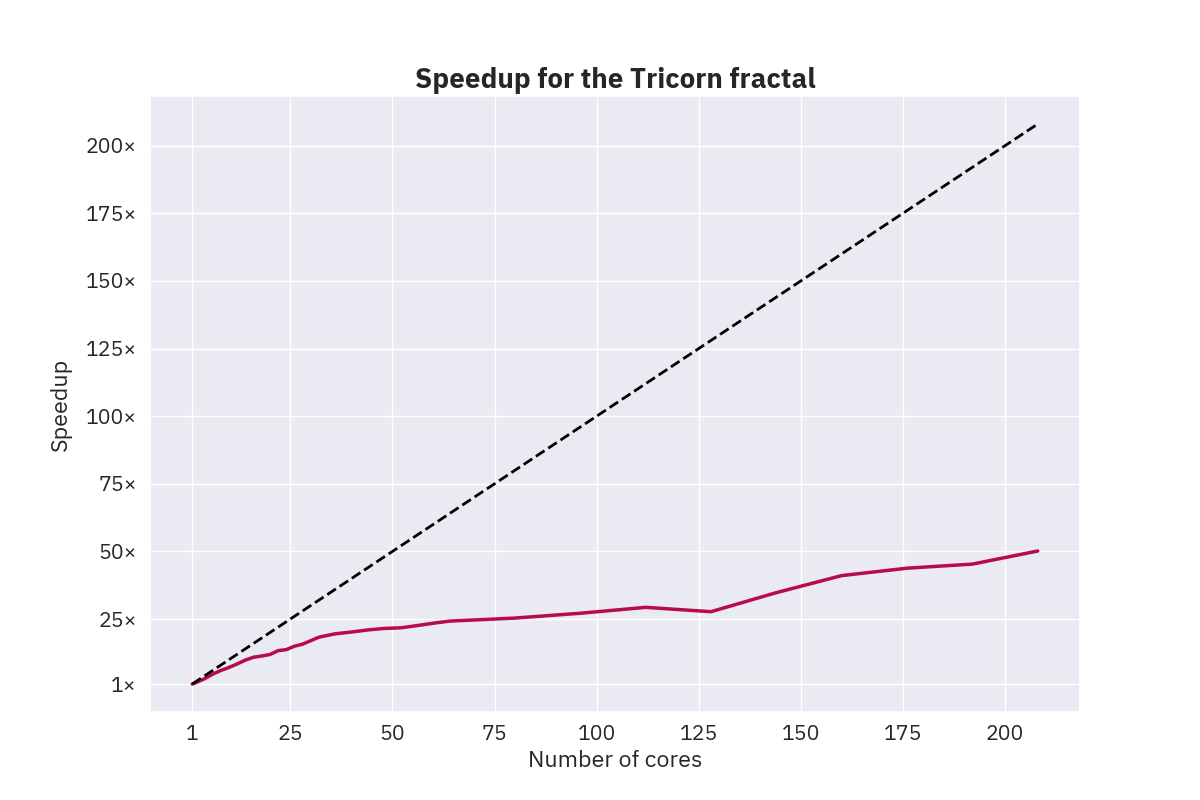 Speedup for the Tricorn fractal
200×
175×
150×
125×
100×
75×
50×
25×
1×
Speedup
1 25 50 75 100 125 150 175 200
Number of cores